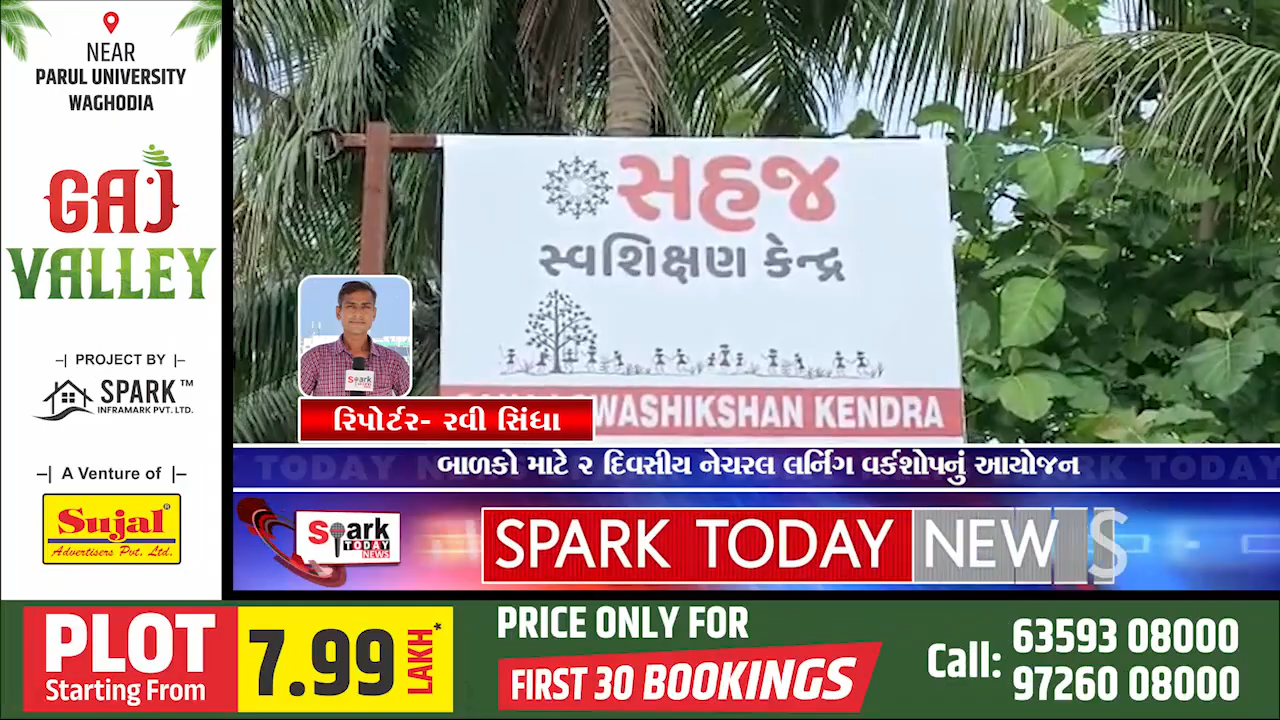 NEAR
PARUL UNIVERSITY
WAGHODIA
GAJ
VALLEY
PROJECT BY
SPARK™
INFRAMARK PVT. LTD.
A Venture of
Sujal®
Advertisers Pvt. Ltd.
સહજ
સ્વશિક્ષણ કેન્દ્ર
SWASHIKSHAN KENDRA
Spark
રિપોર્ટર- રવી સિંધા
TODAY
બાળકો માટે ૨ દિવસીય નેચરલ લર્નિગ વર્કશોપનું આયોજન
Spark
TODAY
NEWS
SPARK TODAY NEWS
PLOT
Starting From
7.99
LAKH*
PRICE ONLY FOR
FIRST 30 BOOKINGS
Call:
63593 08000
97260 08000